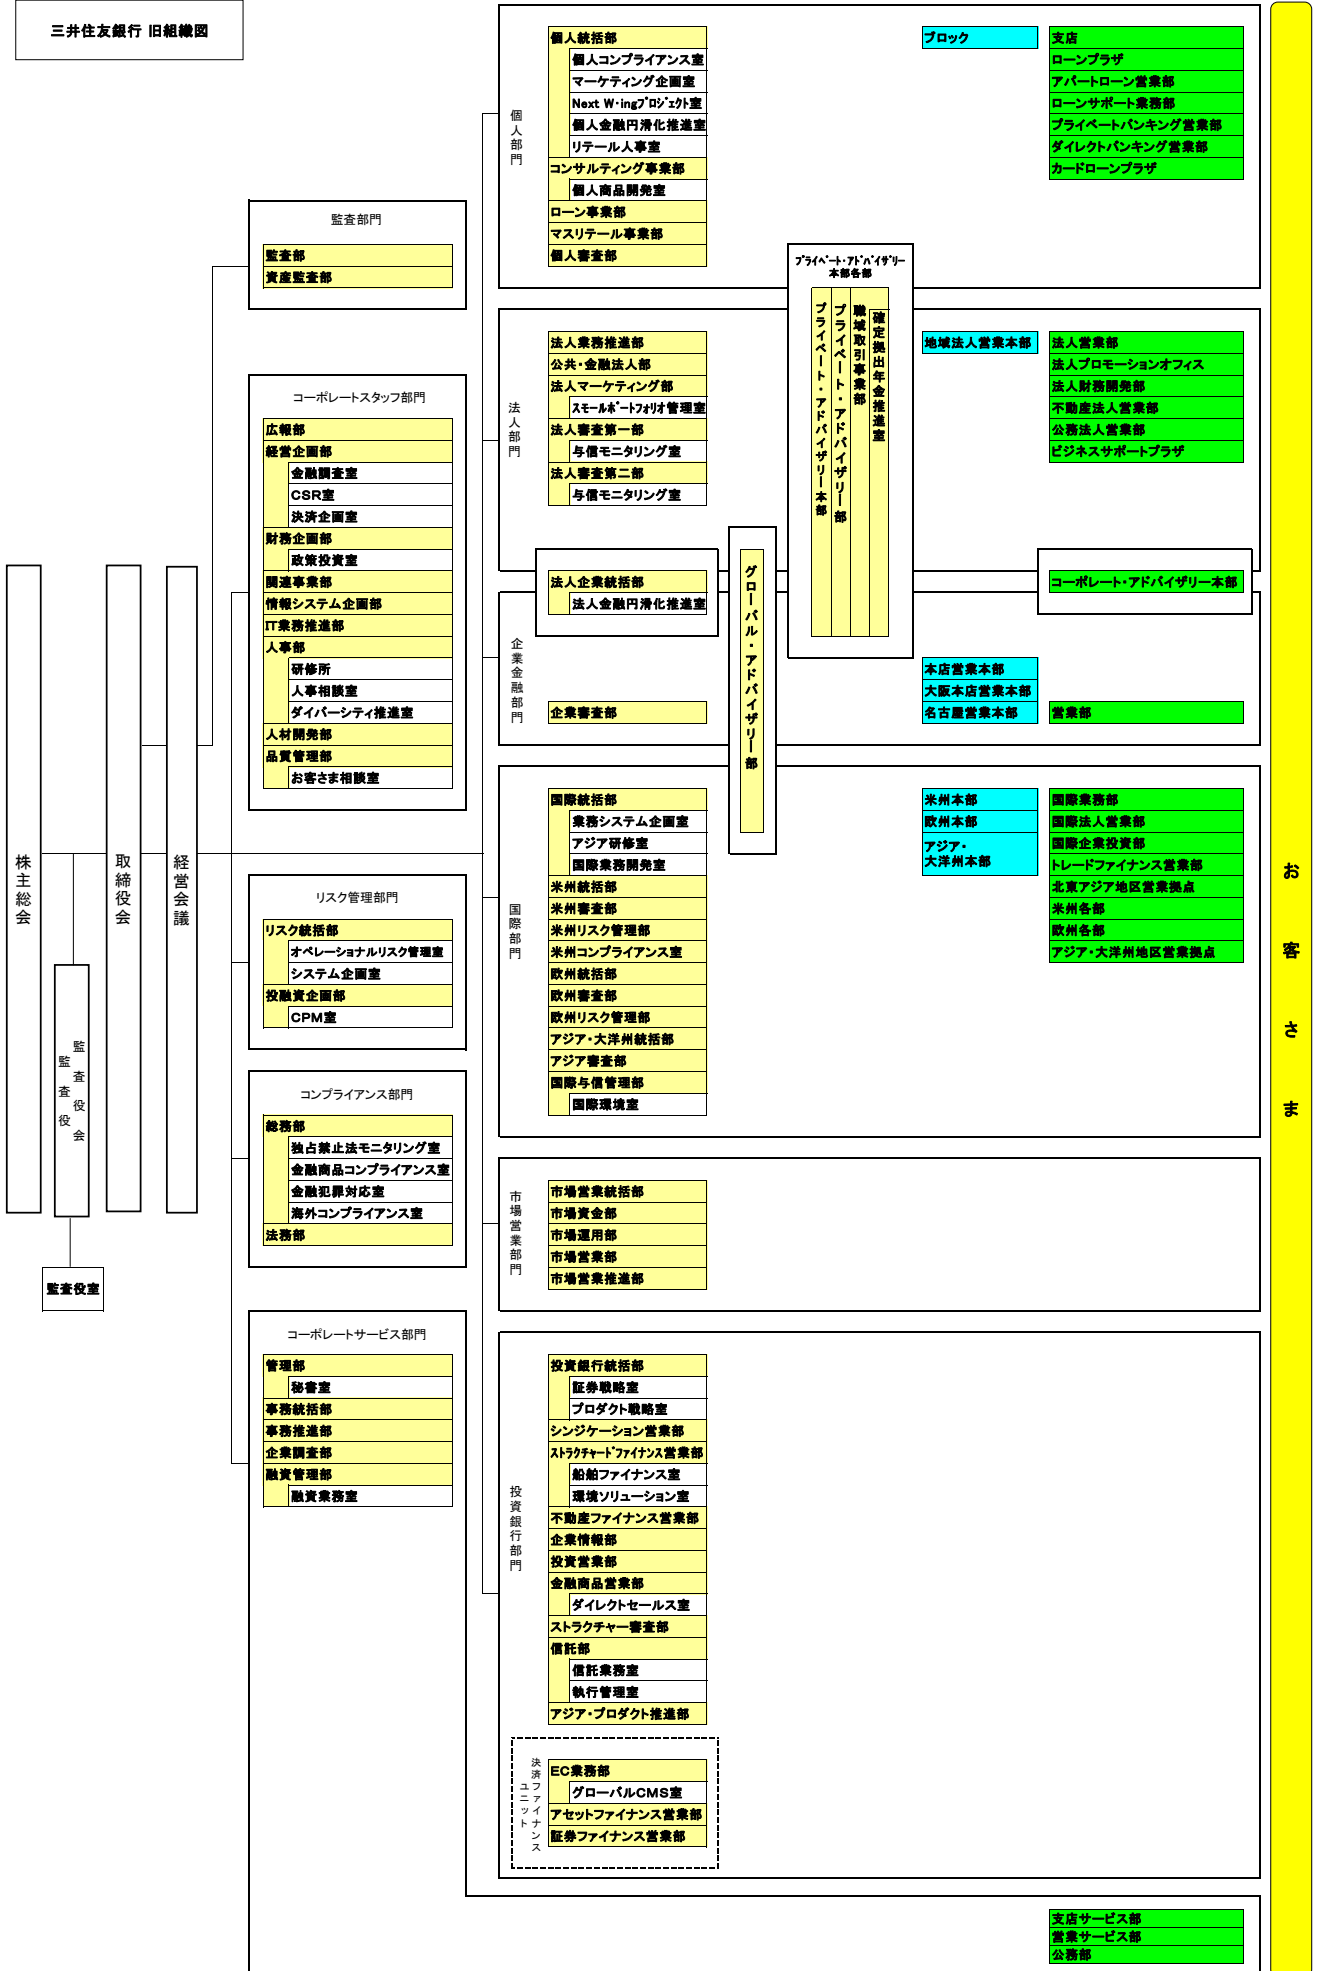 三井住友銀行 旧組織図
株主総会
監査役
監査役会
監査役室
取締役会
経営会議
監査部門
監査部
資産監査部
コーポレートスタッフ部門
広報部
経営企画部
金融調査室
CSR室
決済企画室
財務企画部
政策投資室
関連事業部
情報システム企画部
IT業務推進部
人事部
研修所
人事相談室
ダイバーシティ推進室
人材開発部
品質管理部
お客さま相談室
リスク管理部門
リスク統括部
オペレーショナルリスク管理室
システム企画室
投融資企画部
CPM室
コンプライアンス部門
総務部
独占禁止法モニタリング室
金融商品コンプライアンス室
金融犯罪対応室
海外コンプライアンス室
法務部
コーポレートサービス部門
管理部
秘書室
事務統括部
事務推進部
企業調査部
融資管理部
融資業務室
個人部門
個人統括部
個人コンプライアンス室
マーケティング企画室
Next W・ingプロジェクト室
個人金融円滑化推進室
リテール人事室
コンサルティング事業部
個人商品開発室
ローン事業部
マスリテール事業部
個人審査部
ブロック
支店
ローンプラザ
アパートローン営業部
ローンサポート業務部
プライベートバンキング営業部
ダイレクトバンキング営業部
カードローンプラザ
プライベート・アドバイザリー
本部各部
プライベート・アドバイザリー本部
プライベート・アドバイザリー部
職域取引事業部
確定拠出年金推進室
法人部門
法人業務推進部
公共・金融法人部
法人マーケティング部
スモールポートフォリオ管理室
法人審査第一部
与信モニタリング室
法人審査第二部
与信モニタリング室
地域法人営業本部
法人営業部
法人プロモーションオフィス
法人財務開発部
不動産法人営業部
公務法人営業部
ビジネスサポートプラザ
法人企業統括部
法人金融円滑化推進室
グローバル・アドバイザリー部
コーポレート・アドバイザリー本部
企業金融部門
企業審査部
本店営業本部
大阪本店営業本部
名古屋営業本部
営業部
国際部門
国際統括部
業務システム企画室
アジア研修室
国際業務開発室
米州統括部
米州審査部
米州リスク管理部
米州コンプライアンス室
欧州統括部
欧州審査部
欧州リスク管理部
アジア・大洋州統括部
アジア審査部
国際与信管理部
国際環境室
米州本部
欧州本部
アジア・
大洋州本部
国際業務部
国際法人営業部
国際企業投資部
トレードファイナンス営業部
北東アジア地区営業拠点
米州各部
欧州各部
アジア・大洋州地区営業拠点
市場営業部門
市場営業統括部
市場資金部
市場運用部
市場営業部
市場営業推進部
投資銀行部門
投資銀行統括部
証券戦略室
プロダクト戦略室
シンジケーション営業部
ストラクチャードファイナンス営業部
船舶ファイナンス室
環境ソリューション室
不動産ファイナンス営業部
企業情報部
投資営業部
金融商品営業部
ダイレクトセールス室
ストラクチャー審査部
信託部
信託業務室
執行管理室
アジア・プロダクト推進部
決済ファイナンス
ユニット
EC業務部
グローバルCMS室
アセットファイナンス営業部
証券ファイナンス営業部
支店サービス部
営業サービス部
公務部
お客さま